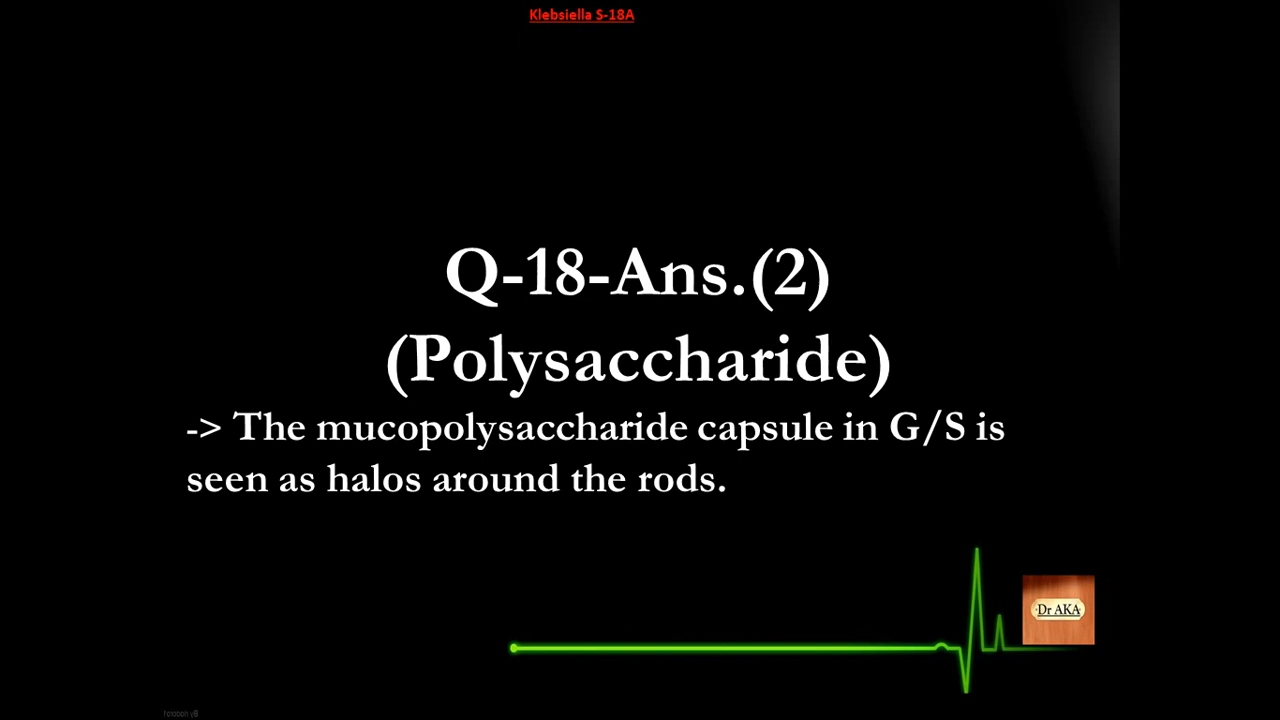 Klebsiella S-18A
Q-18-Ans.(2)
(Polysaccharide)
-> The mucopolysaccharide capsule in G/S is
seen as halos around the rods.
Dr AKA